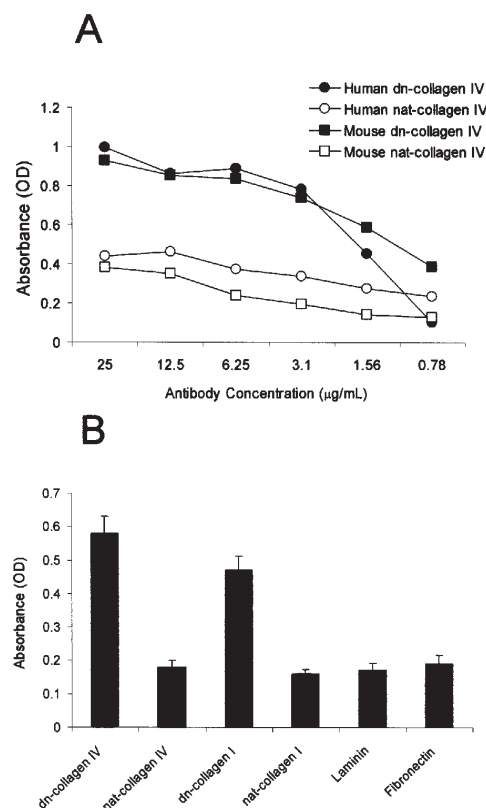 A
Human dn-collagen IV
Human nat-collagen IV
Mouse dn-collagen IV
Mouse nat-collagen IV
1.2
1
0.8
0.6
0.4
0.2
0
Absorbance (OD)
25 12.5 6.25 3.1 1.56 0.78
Antibody Concentration (μg/mL)
B
0.7
0.6
0.5
0.4
0.3
0.2
0.1
0
Absorbance (OD)
dn-collagen IV
nat-collagen IV
dn-collagen I
nat-collagen I
Laminin
Fibronectin